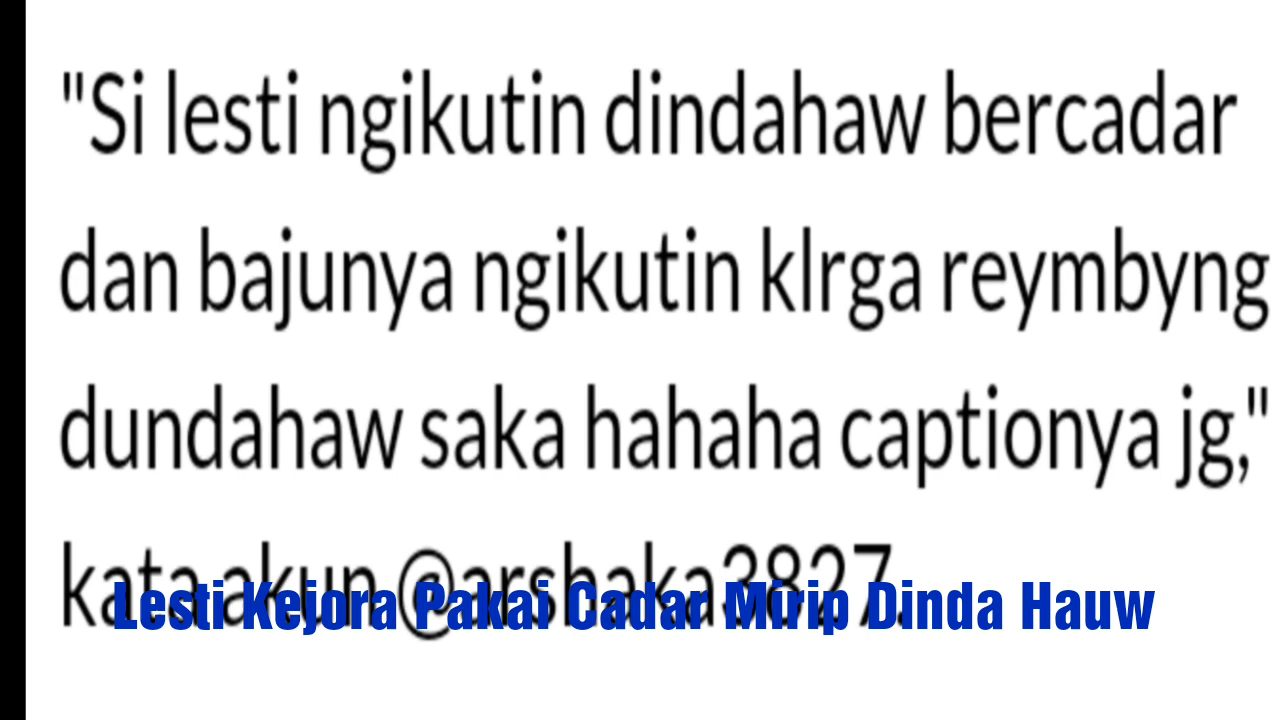 "Si lesti ngikutin dindahaw bercadar
dan bajunya ngikutin klrga reymbyng
dundahaw saka hahaha captionya jg,"
kata akun @arshaka3827.
Lesti Kejora Pakai Cadar Mirip Dinda Hauw